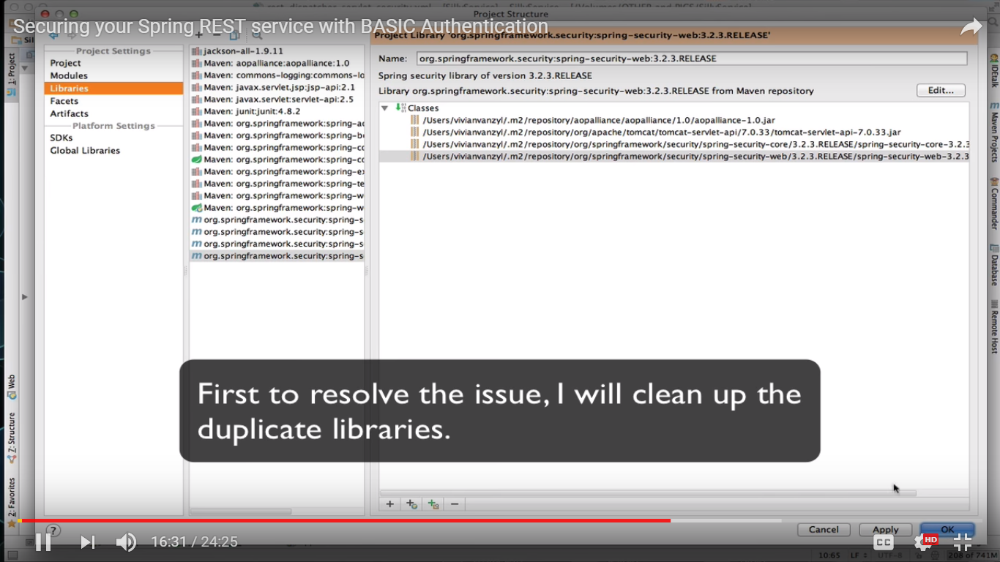 Project Structure
Securing your Spring REST service with BASIC Authentication
Project Settings
Project
Modules
Libraries
Facets
Artifacts
Platform Settings
SDKs
Global Libraries
jackson-all-1.9.11
Maven: aopalliance:aopalliance:1.0
Maven: commons-logging:commons-lo
Maven: javax.servlet.jsp:jsp-api:2.1
Maven: javax.servlet:servlet-api:2.5
Maven: junit:junit:4.8.2
Maven: org.springframework:spring-ao
Maven: org.springframework:spring-be
Maven: org.springframework:spring-co
Maven: org.springframework:spring-co
Maven: org.springframework:spring-ex
Maven: org.springframework:spring-te
Maven: org.springframework:spring-w
Maven: org.springframework:spring-w
org.springframework.security:spring-s
org.springframework.security:spring-s
org.springframework.security:spring-s
org.springframework.security:spring-s
Project Library 'org.springframework.security:spring-security-web:3.2.3.RELEASE'
Name: org.springframework.security:spring-security-web:3.2.3.RELEASE
Spring security library of version 3.2.3.RELEASE
Library org.springframework.security:spring-security-web:3.2.3.RELEASE from Maven repository
Edit...
Classes
/Users/vivianvanzyl/.m2/repository/aopalliance/aopalliance/1.0/aopalliance-1.0.jar
/Users/vivianvanzyl/.m2/repository/org/apache/tomcat/tomcat-servlet-api/7.0.33/tomcat-servlet-api-7.0.33.jar
/Users/vivianvanzyl/.m2/repository/org/springframework/security/spring-security-core/3.2.3.RELEASE/spring-security-core-3.2.3
/Users/vivianvanzyl/.m2/repository/org/springframework/security/spring-security-web/3.2.3.RELEASE/spring-security-web-3.2.3
First to resolve the issue, I will clean up the
duplicate libraries.
1: Project
Web
7: Structure
2: Favorites
IDEtalk
Maven Projects
Commander
Database
Remote Host
?
Cancel
Apply
OK
16:31 / 24:25
CC
HD
10:65 LF UTF-8 208 of 741M